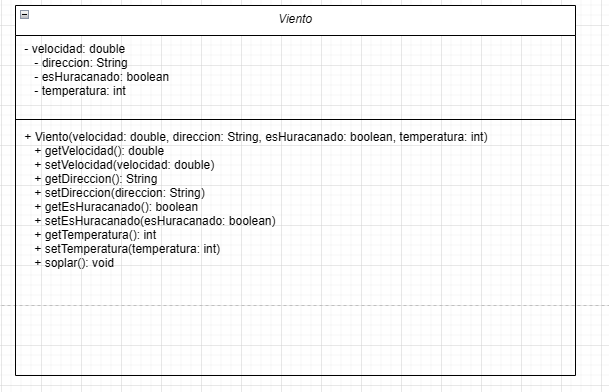 Viento
- velocidad: double
- direccion: String
- esHuracanado: boolean
- temperatura: int
+ Viento(velocidad: double, direccion: String, esHuracanado: boolean, temperatura: int)
+ getVelocidad(): double
+ setVelocidad(velocidad: double)
+ getDireccion(): String
+ setDireccion(direccion: String)
+ getEsHuracanado(): boolean
+ setEsHuracanado(esHuracanado: boolean)
+ getTemperatura(): int
+ setTemperatura(temperatura: int)
+ soplar(): void